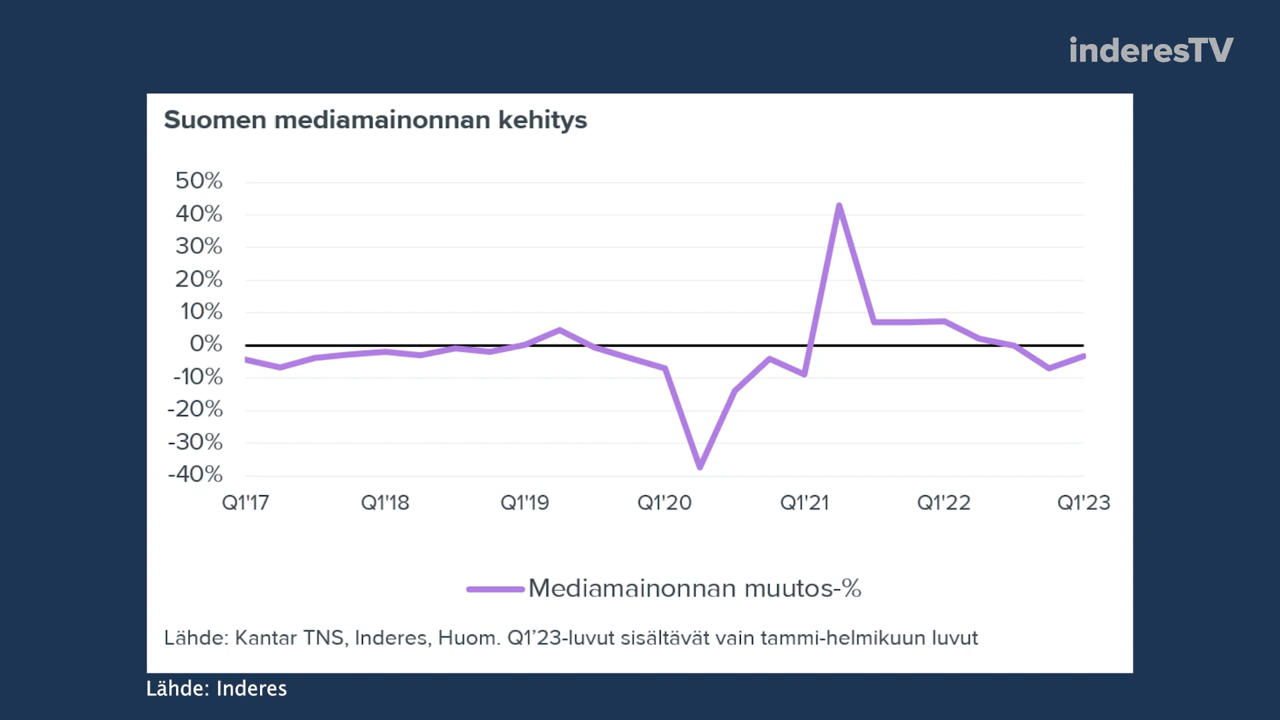 inderesTV
Suomen mediamainonnan kehitys
50%
40%
30%
20%
10%
0%
-10%
-20%
-30%
-40%
Q1'17 Q1'18 Q1'19 Q1'20 Q1'21 Q1'22 Q1'23
Mediamainonnan muutos-%
Lähde: Kantar TNS, Inderes, Huom. Q1’23-luvut sisältävät vain tammi-helmikuun luvut
Lähde: Inderes